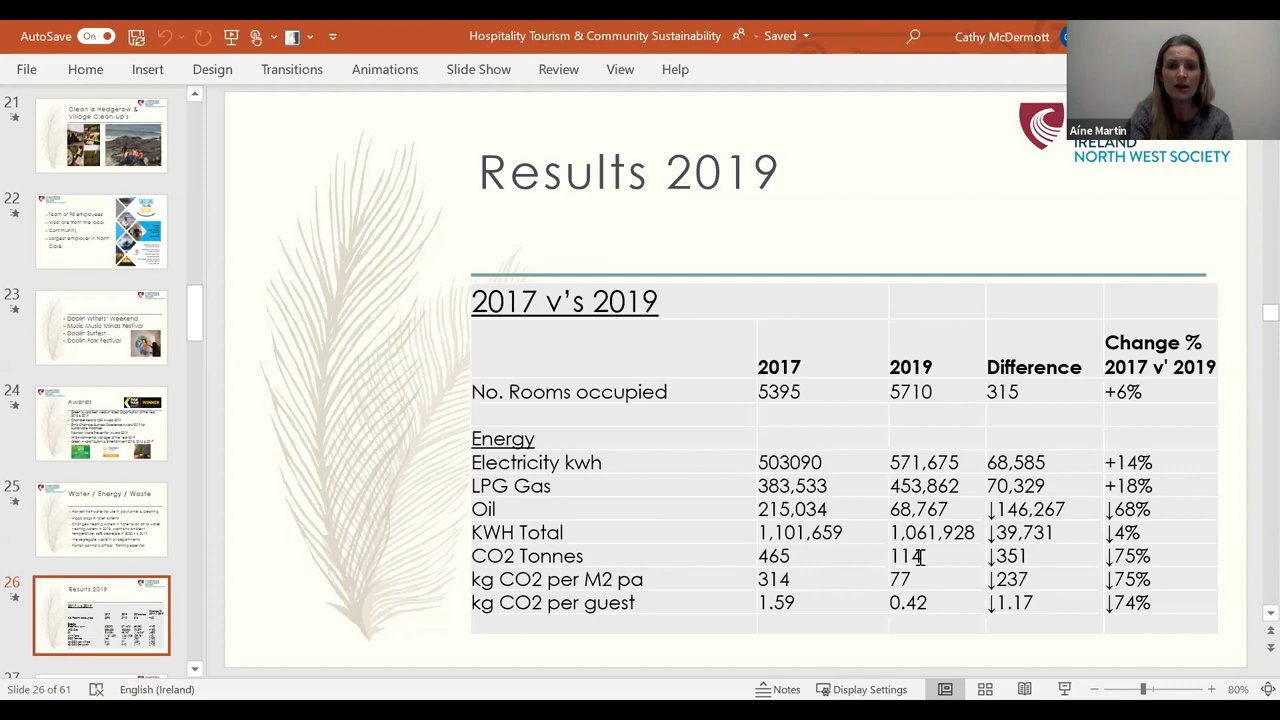 AutoSave On
Hospitality Tourism & Community Sustainability Saved
Cathy McDermott
File Home Insert Design Transitions Animations Slide Show Review View Help
Aíne Martin
IRELAND
NORTH WEST SOCIETY
21
Clean a Hedgerow &
Village Clean-up's
22
Team of 90 employees
Most are from the local
Community
Largest employer in North
Clare
23
Doolin Writers' Weekend
Music Music Minds Festival
Doolin Surffest
Doolin Folk Festival
24
Awards
WINNER
25
Water / Energy / Waste
26
Results 2019
27
Results 2019
2017 v's 2019
2017 2019 Difference Change % 2017 v' 2019
No. Rooms occupied 5395 5710 315 +6%
Energy
Electricity kwh 503090 571,675 68,585 +14%
LPG Gas 383,533 453,862 70,329 +18%
Oil 215,034 68,767 ↓146,267 ↓68%
KWH Total 1,101,659 1,061,928 ↓39,731 ↓4%
CO2 Tonnes 465 114 ↓351 ↓75%
kg CO2 per M2 pa 314 77 ↓237 ↓75%
kg CO2 per guest 1.59 0.42 ↓1.17 ↓74%
Slide 26 of 61 English (Ireland) Notes Display Settings 80%